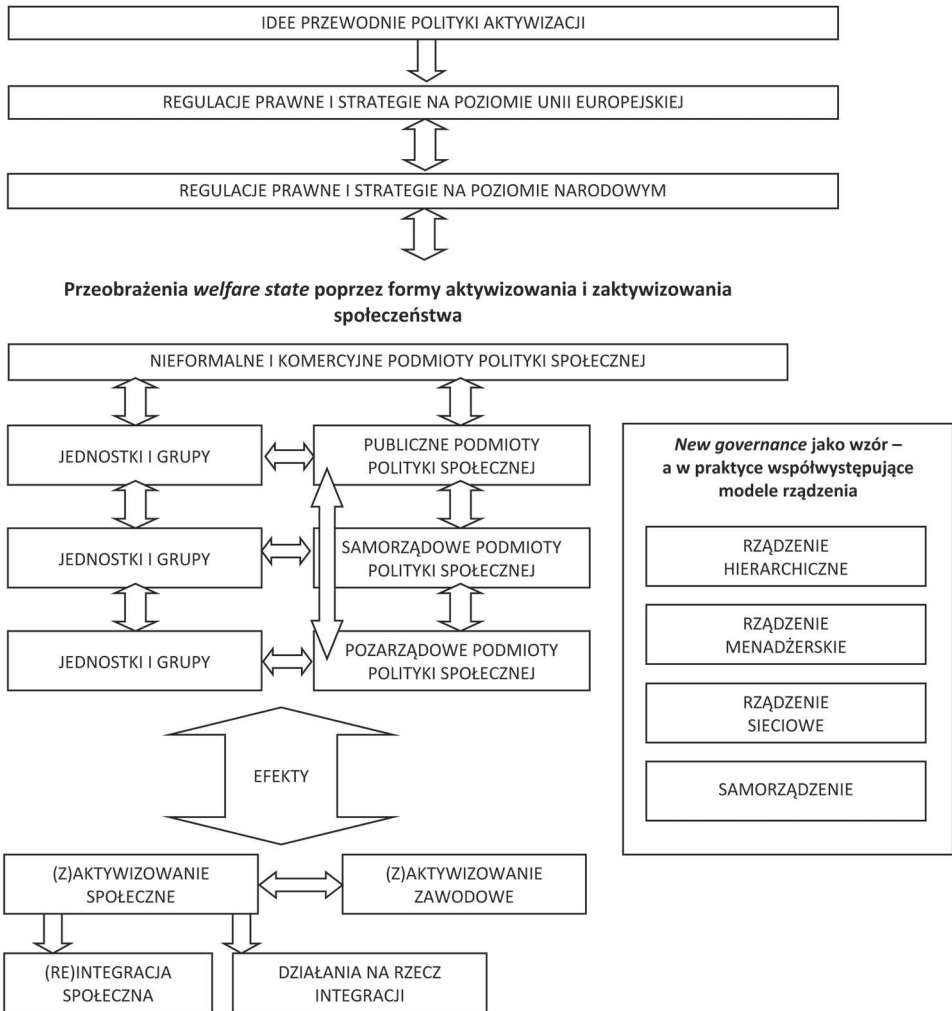 IDEE PRZEWODNIE POLITYKI AKTYWIZACJI
REGULACJE PRAWNE I STRATEGIE NA POZIOMIE UNII EUROPEJSKIEJ
REGULACJE PRAWNE I STRATEGIE NA POZIOMIE NARODOWYM
Przeobrażenia welfare state poprzez formy aktywizowania i zaktywizowania
społeczeństwa
NIEFORMALNE I KOMERCYJNE PODMIOTY POLITYKI SPOŁECZNEJ
JEDNOSTKI I GRUPY
PUBLICZNE PODMIOTY
POLITYKI SPOŁECZNEJ
JEDNOSTKI I GRUPY
SAMORZĄDOWE PODMIOTY
POLITYKI SPOŁECZNEJ
JEDNOSTKI I GRUPY
POZARZĄDOWE PODMIOTY
POLITYKI SPOŁECZNEJ
New governance jako wzór –
a w praktyce współwystępujące
modele rządzenia
RZĄDZENIE
HIERARCHICZNE
RZĄDZENIE
MENADŻERSKIE
RZĄDZENIE
SIECIOWE
SAMORZĄDZENIE
EFEKTY
(Z)AKTYWIZOWANIE
SPOŁECZNE
(Z)AKTYWIZOWANIE
ZAWODOWE
(RE)INTEGRACJA
SPOŁECZNA
DZIAŁANIA NA RZECZ
INTEGRACJI